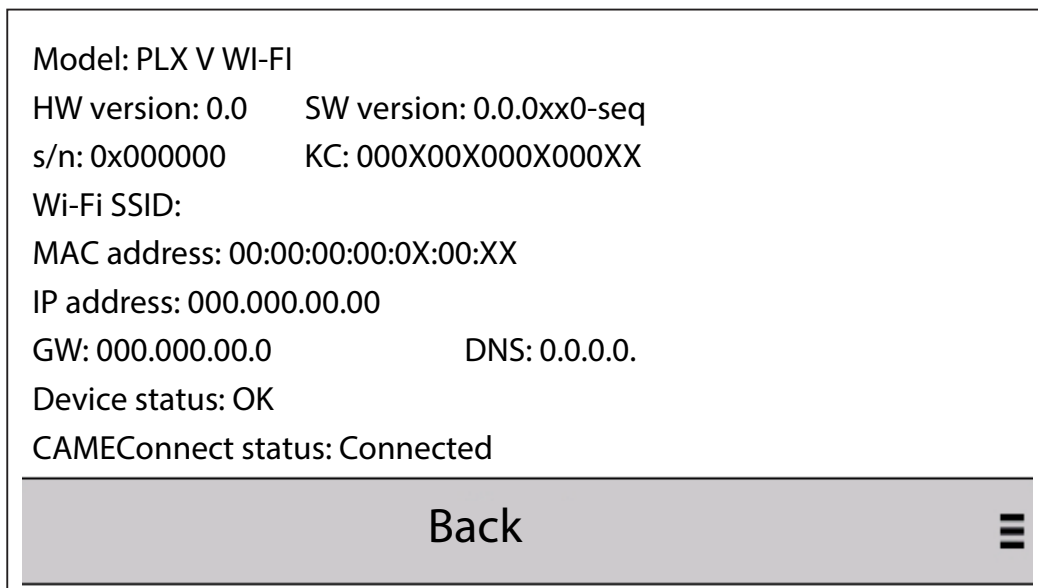 Model: PLX V WI-FI
HW version: 0.0 SW version: 0.0.0xx0-seq
s/n: 0x000000 KC: 000X00X000X000XX
Wi-Fi SSID:
MAC address: 00:00:00:00:0X:00:XX
IP address: 000.000.00.00
GW: 000.000.00.0 DNS: 0.0.0.0.
Device status: OK
CAMEConnect status: Connected
Back